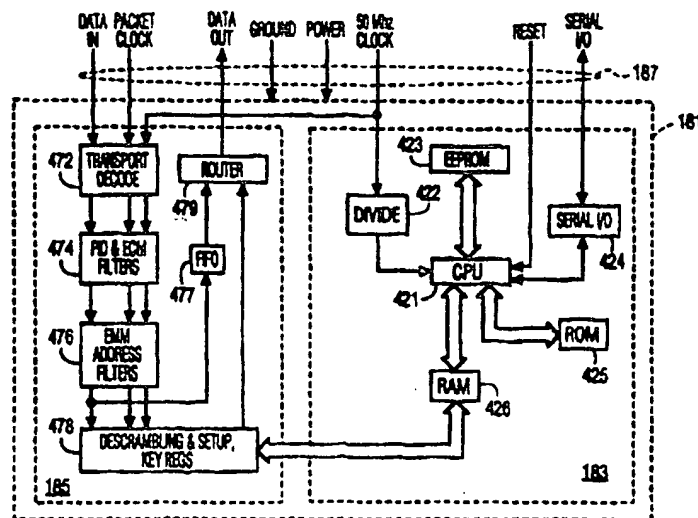 DATA IN
PACKET CLOCK
DATA OUT
GROUND
POWER
50 Mhz CLOCK
RESET
SERIAL I/O
187
181
472
TRANSPORT DECODE
ROUTER
479
423
EEPROM
422
DIVIDE
SERIAL I/O
424
474
PID & ECM FILTERS
FIFO
477
CPU
421
476
EMM ADDRESS FILTERS
ROM
425
RAM
426
478
DESCRAMBLING & SETUP, KEY REGS
185
183